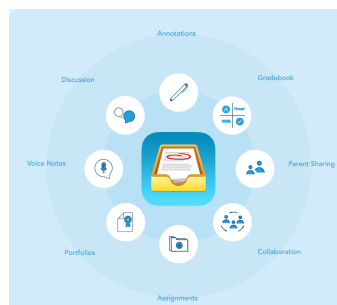 Annotations
Discussion
Gradebook
Voice Notes
Parent Sharing
Portfolios
Collaboration
Assignments